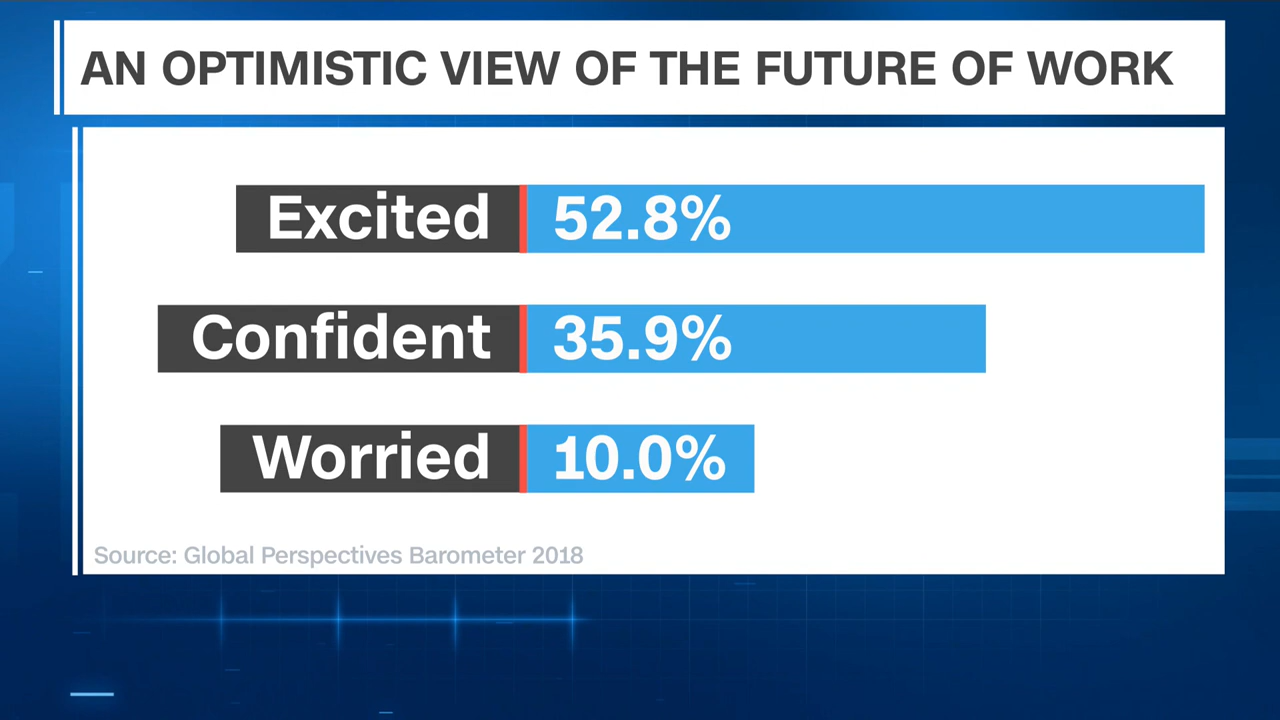 AN OPTIMISTIC VIEW OF THE FUTURE OF WORK
Excited 52.8%
Confident 35.9%
Worried 10.0%
Source: Global Perspectives Barometer 2018